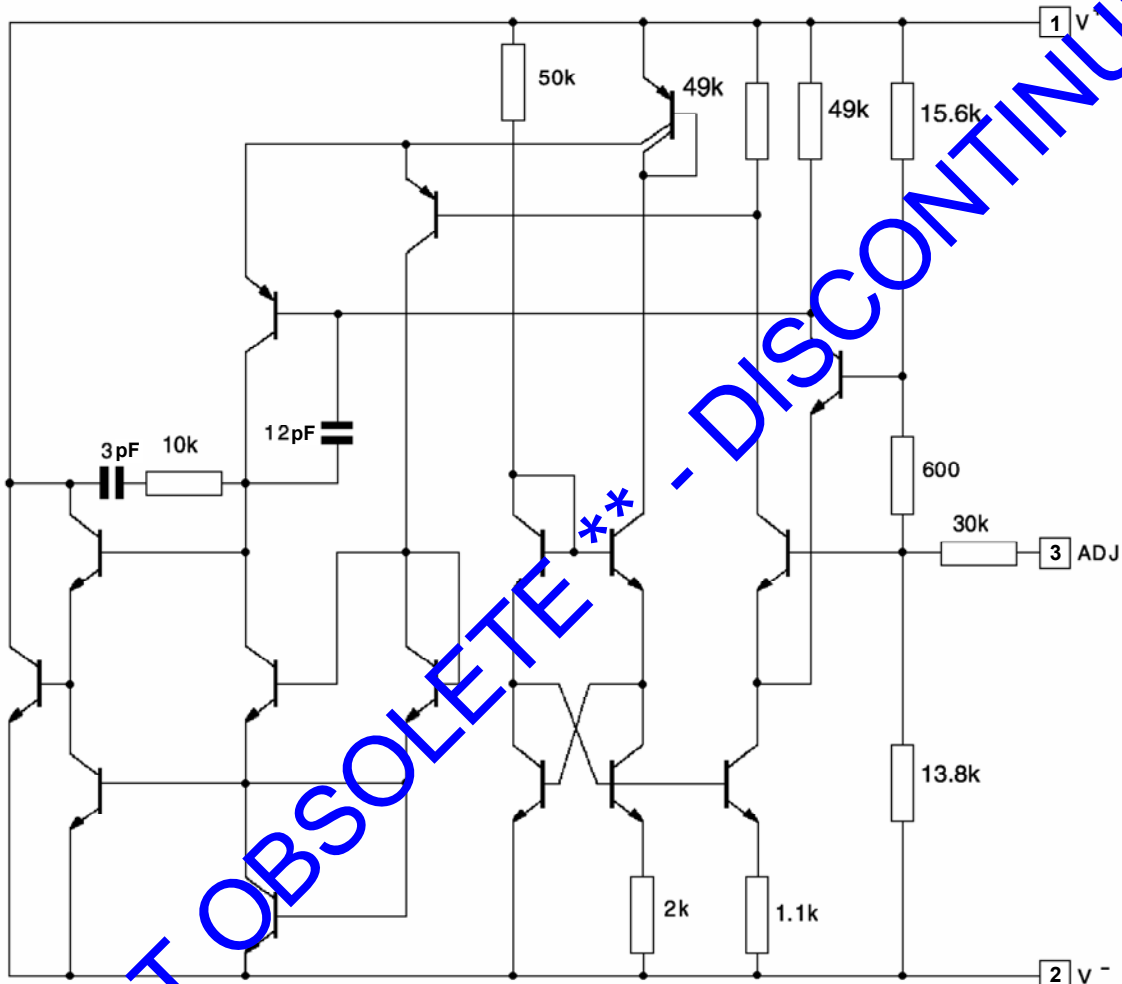 1 V+
50k
49k
49k
15.6k
12pF
3pF 10k
600
30k
3 ADJ
13.8k
2k
1.1k
2 V-
T OBSOLETE ** - DISCONTINU